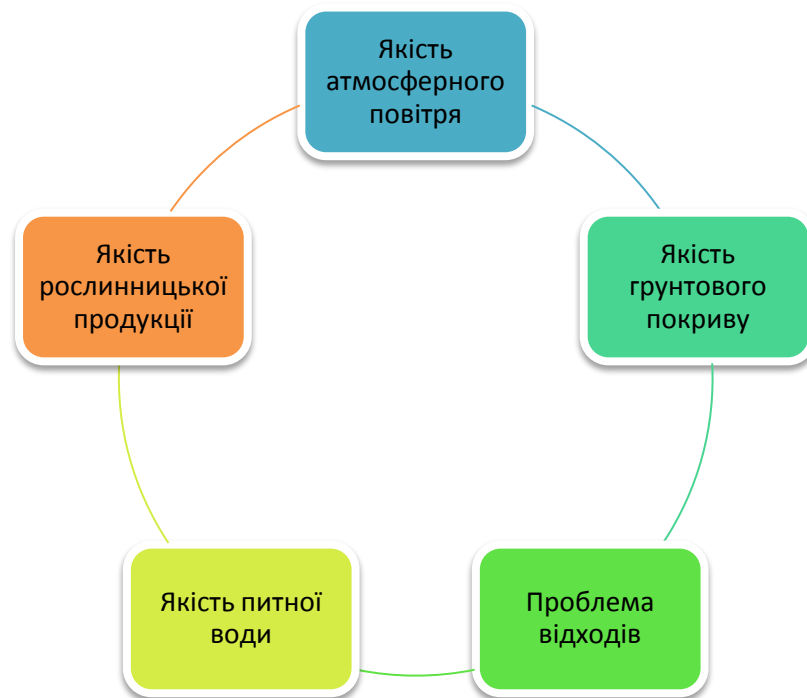 Якість
атмосферного
повітря
Якість
грунтового
покриву
Проблема
відходів
Якість питної
води
Якість
рослинницької
продукції